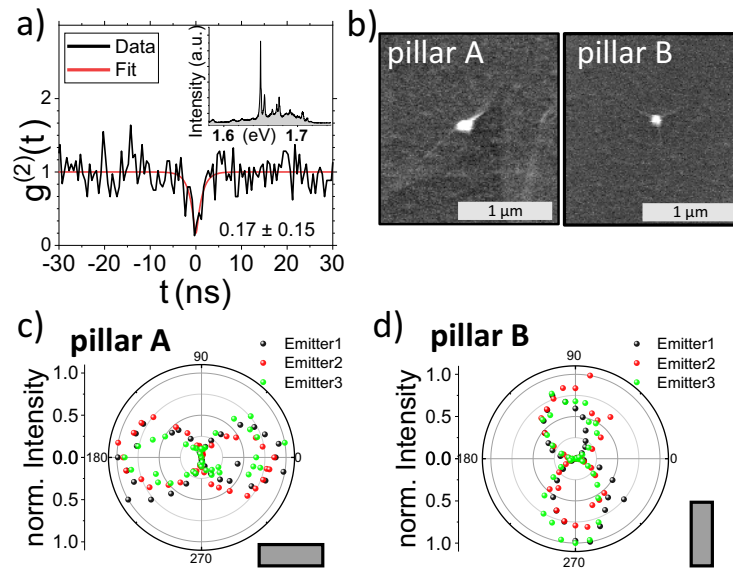 a)
Data
Fit
Intensity (a.u.)
1.6
(eV)
1.7
g(2)(t)
2
1
0
0.17 ± 0.15
-30
-20
-10
0
10
20
30
t (ns)
b)
pillar A
1 µm
pillar B
1 µm
c)
pillar A
Emitter1
Emitter2
Emitter3
norm. Intensity
1.0
0.5
0.0
0.5
1.0
90
180
0
270
d)
pillar B
Emitter1
Emitter2
Emitter3
norm. Intensity
1.0
0.5
0.0
0.5
1.0
90
180
0
270